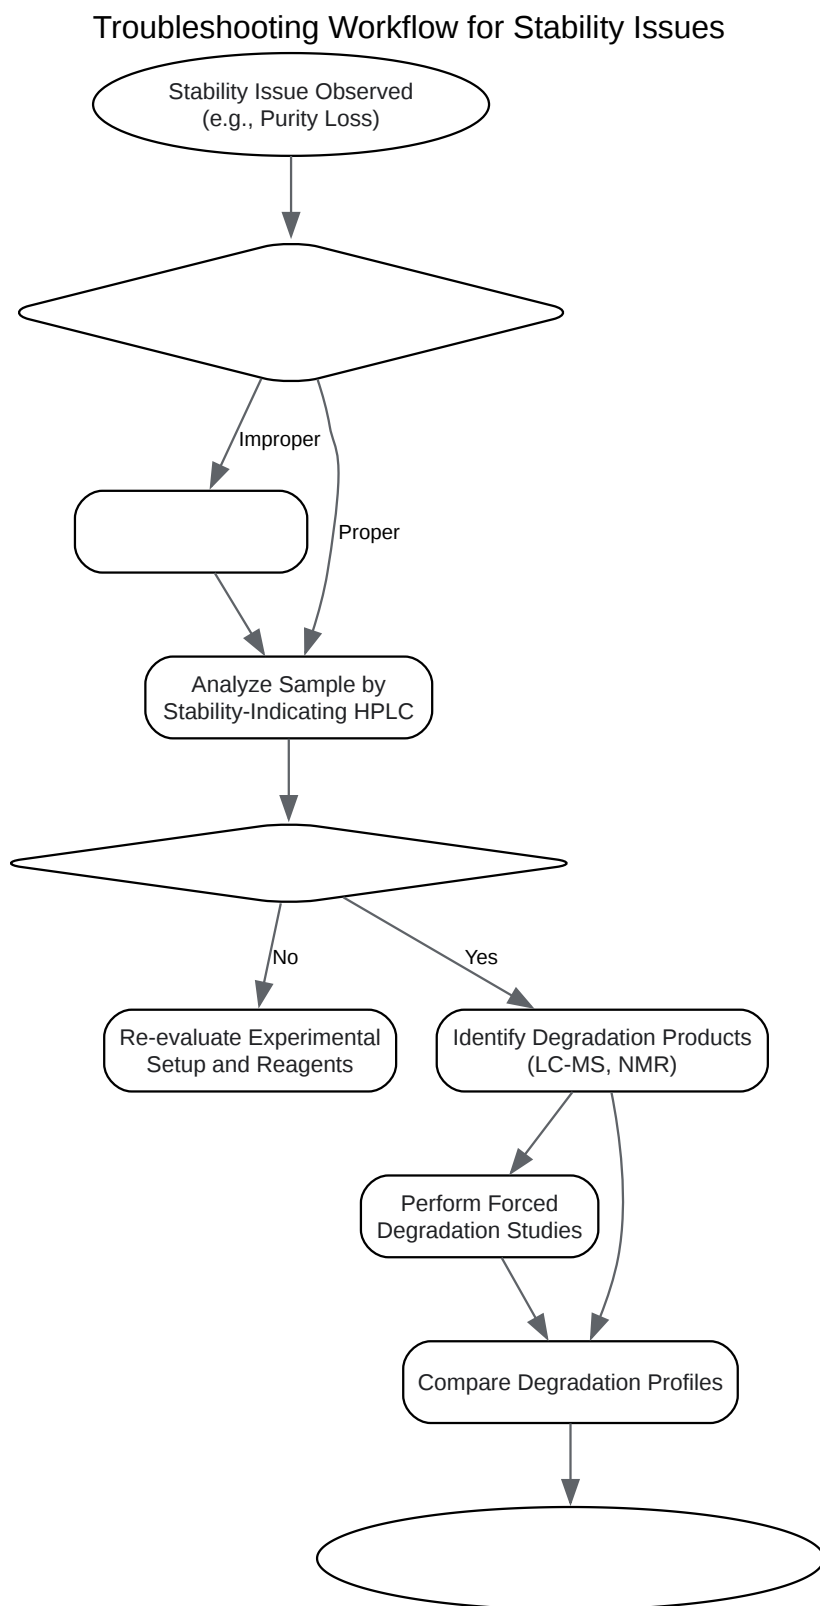 Troubleshooting Workflow for Stability Issues
Stability Issue Observed
(e.g., Purity Loss)
Improper
Proper
Analyze Sample by
Stability-Indicating HPLC
No
Yes
Re-evaluate Experimental
Setup and Reagents
Identify Degradation Products
(LC-MS, NMR)
Perform Forced
Degradation Studies
Compare Degradation Profiles